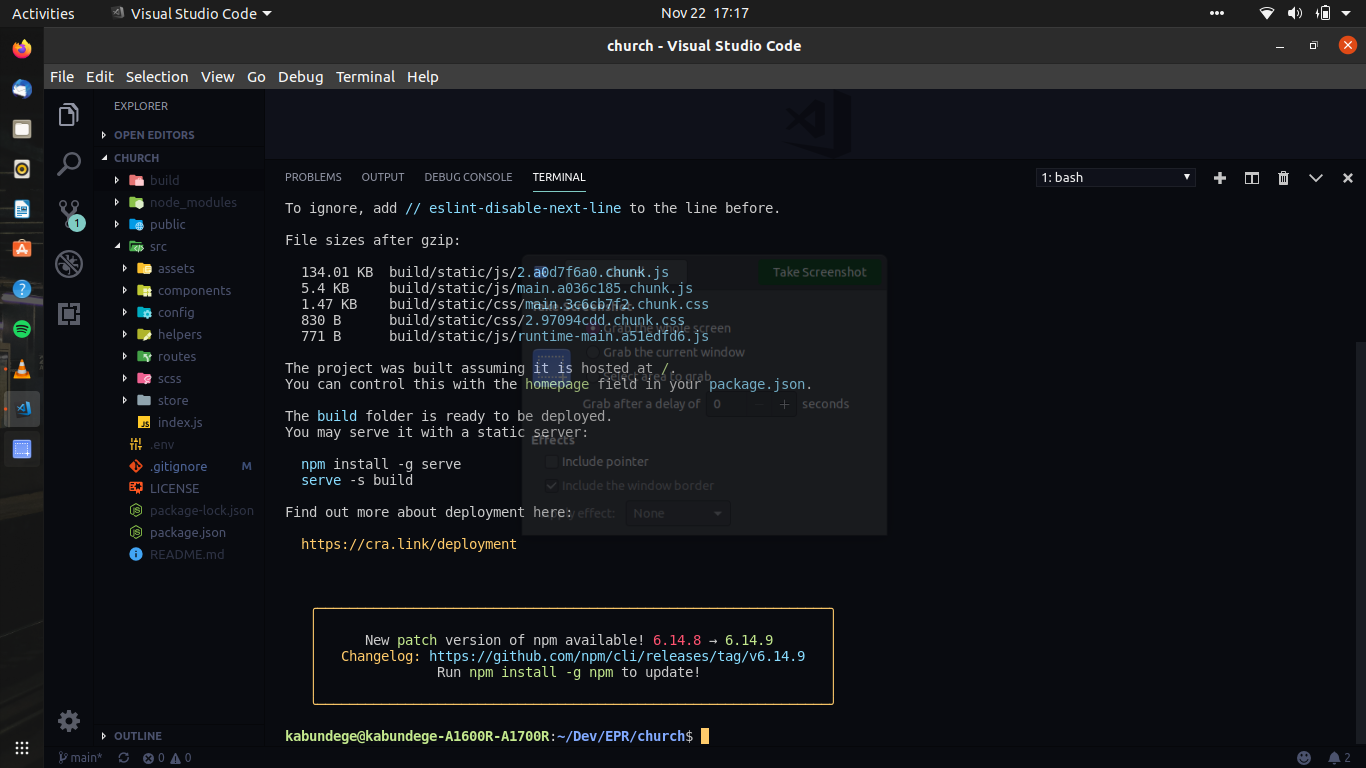 Activities
Visual Studio Code
Nov 22 17:17
church - Visual Studio Code
File Edit Selection View Go Debug Terminal Help
EXPLORER
OPEN EDITORS
CHURCH
build
node_modules
public
src
assets
components
config
helpers
routes
scss
store
index.js
.env
.gitignore M
LICENSE
package-lock.json
package.json
README.md
OUTLINE
1
PROBLEMS OUTPUT DEBUG CONSOLE TERMINAL
1: bash
To ignore, add // eslint-disable-next-line to the line before.
File sizes after gzip:
134.01 KB build/static/js/2.a0d7f6a0.chunk.js
5.4 KB build/static/js/main.a036c185.chunk.js
1.47 KB build/static/css/main.3c6cb7f2.chunk.css
830 B build/static/css/2.97094cdd.chunk.css
771 B build/static/js/runtime-main.a51edfd6.js
The project was built assuming it is hosted at /.
You can control this with the homepage field in your package.json.
The build folder is ready to be deployed.
You may serve it with a static server:
npm install -g serve
serve -s build
Find out more about deployment here:
https://cra.link/deployment
New patch version of npm available! 6.14.8 → 6.14.9
Changelog: https://github.com/npm/cli/releases/tag/v6.14.9
Run npm install -g npm to update!
kabundege@kabundege-A1600R-A1700R:~/Dev/EPR/church$
Take Screenshot
Take Screenshot
Grab the whole screen
Grab the current window
Select area to grab
Grab after a delay of 0 − + seconds
Effects
Include pointer
Include the window border
effect: None
main* 0 0
2